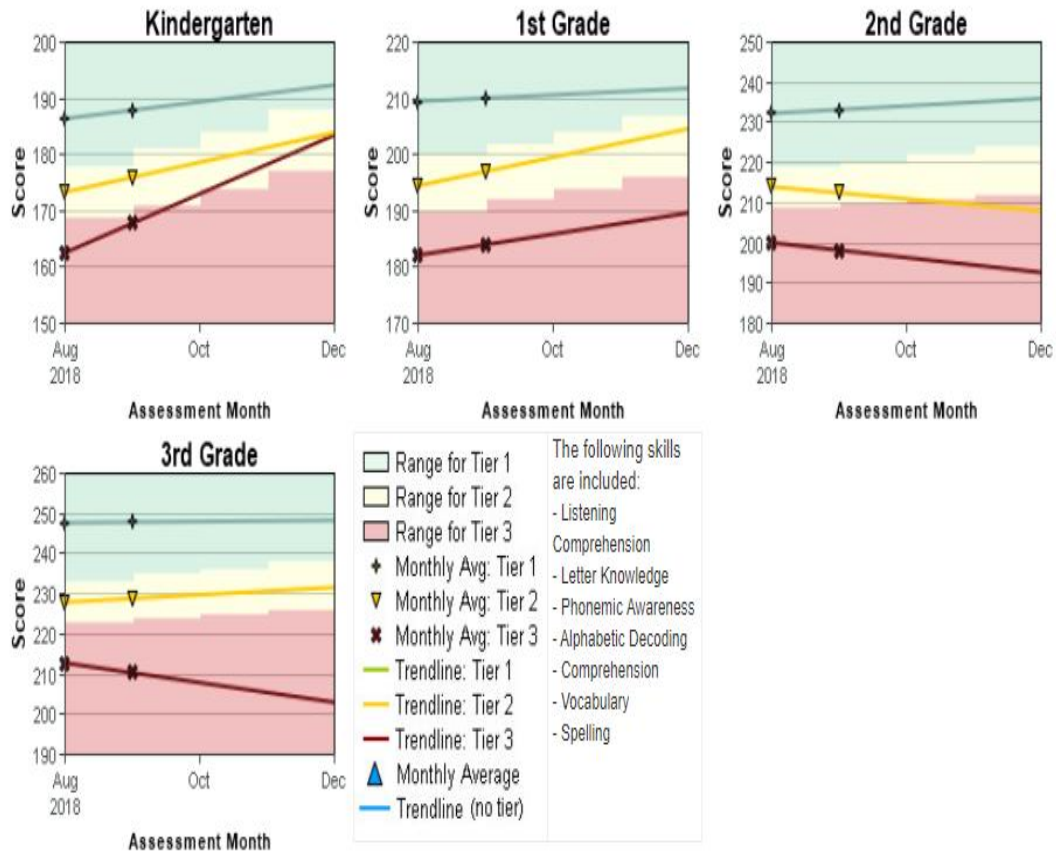 Kindergarten
200
190
180
170
160
150
Score
Aug
2018
Oct
Dec
Assessment Month
1st Grade
220
210
200
190
180
170
Score
Aug
2018
Oct
Dec
Assessment Month
2nd Grade
250
240
230
220
210
200
190
180
Score
Aug
2018
Oct
Dec
Assessment Month
3rd Grade
260
250
240
230
220
210
200
190
Score
Aug
2018
Oct
Dec
Assessment Month
Range for Tier 1
Range for Tier 2
Range for Tier 3
Monthly Avg: Tier 1
Monthly Avg: Tier 2
Monthly Avg: Tier 3
Trendline: Tier 1
Trendline: Tier 2
Trendline: Tier 3
Monthly Average
Trendline (no tier)
The following skills
are included:
- Listening
Comprehension
- Letter Knowledge
- Phonemic Awareness
- Alphabetic Decoding
- Comprehension
- Vocabulary
- Spelling